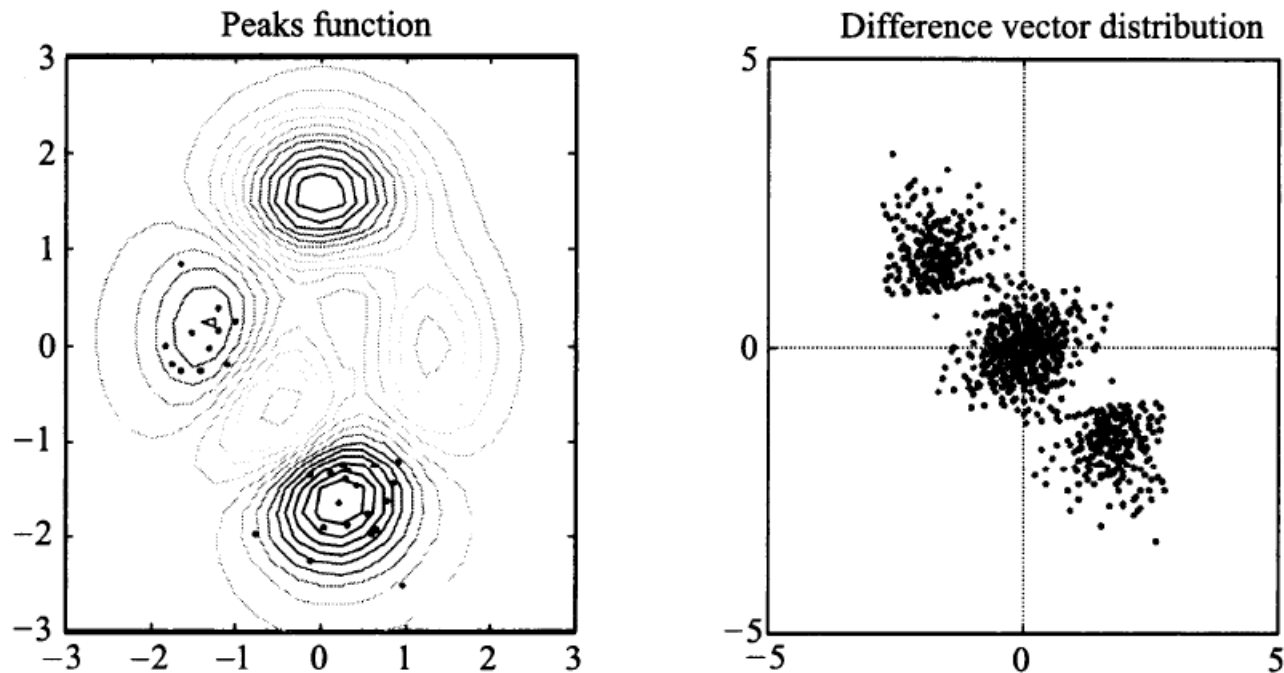 Peaks function
3
2
1
0
−1
−2
−3
−3 −2 −1 0 1 2 3
Difference vector distribution
5
0
−5
−5 0 5